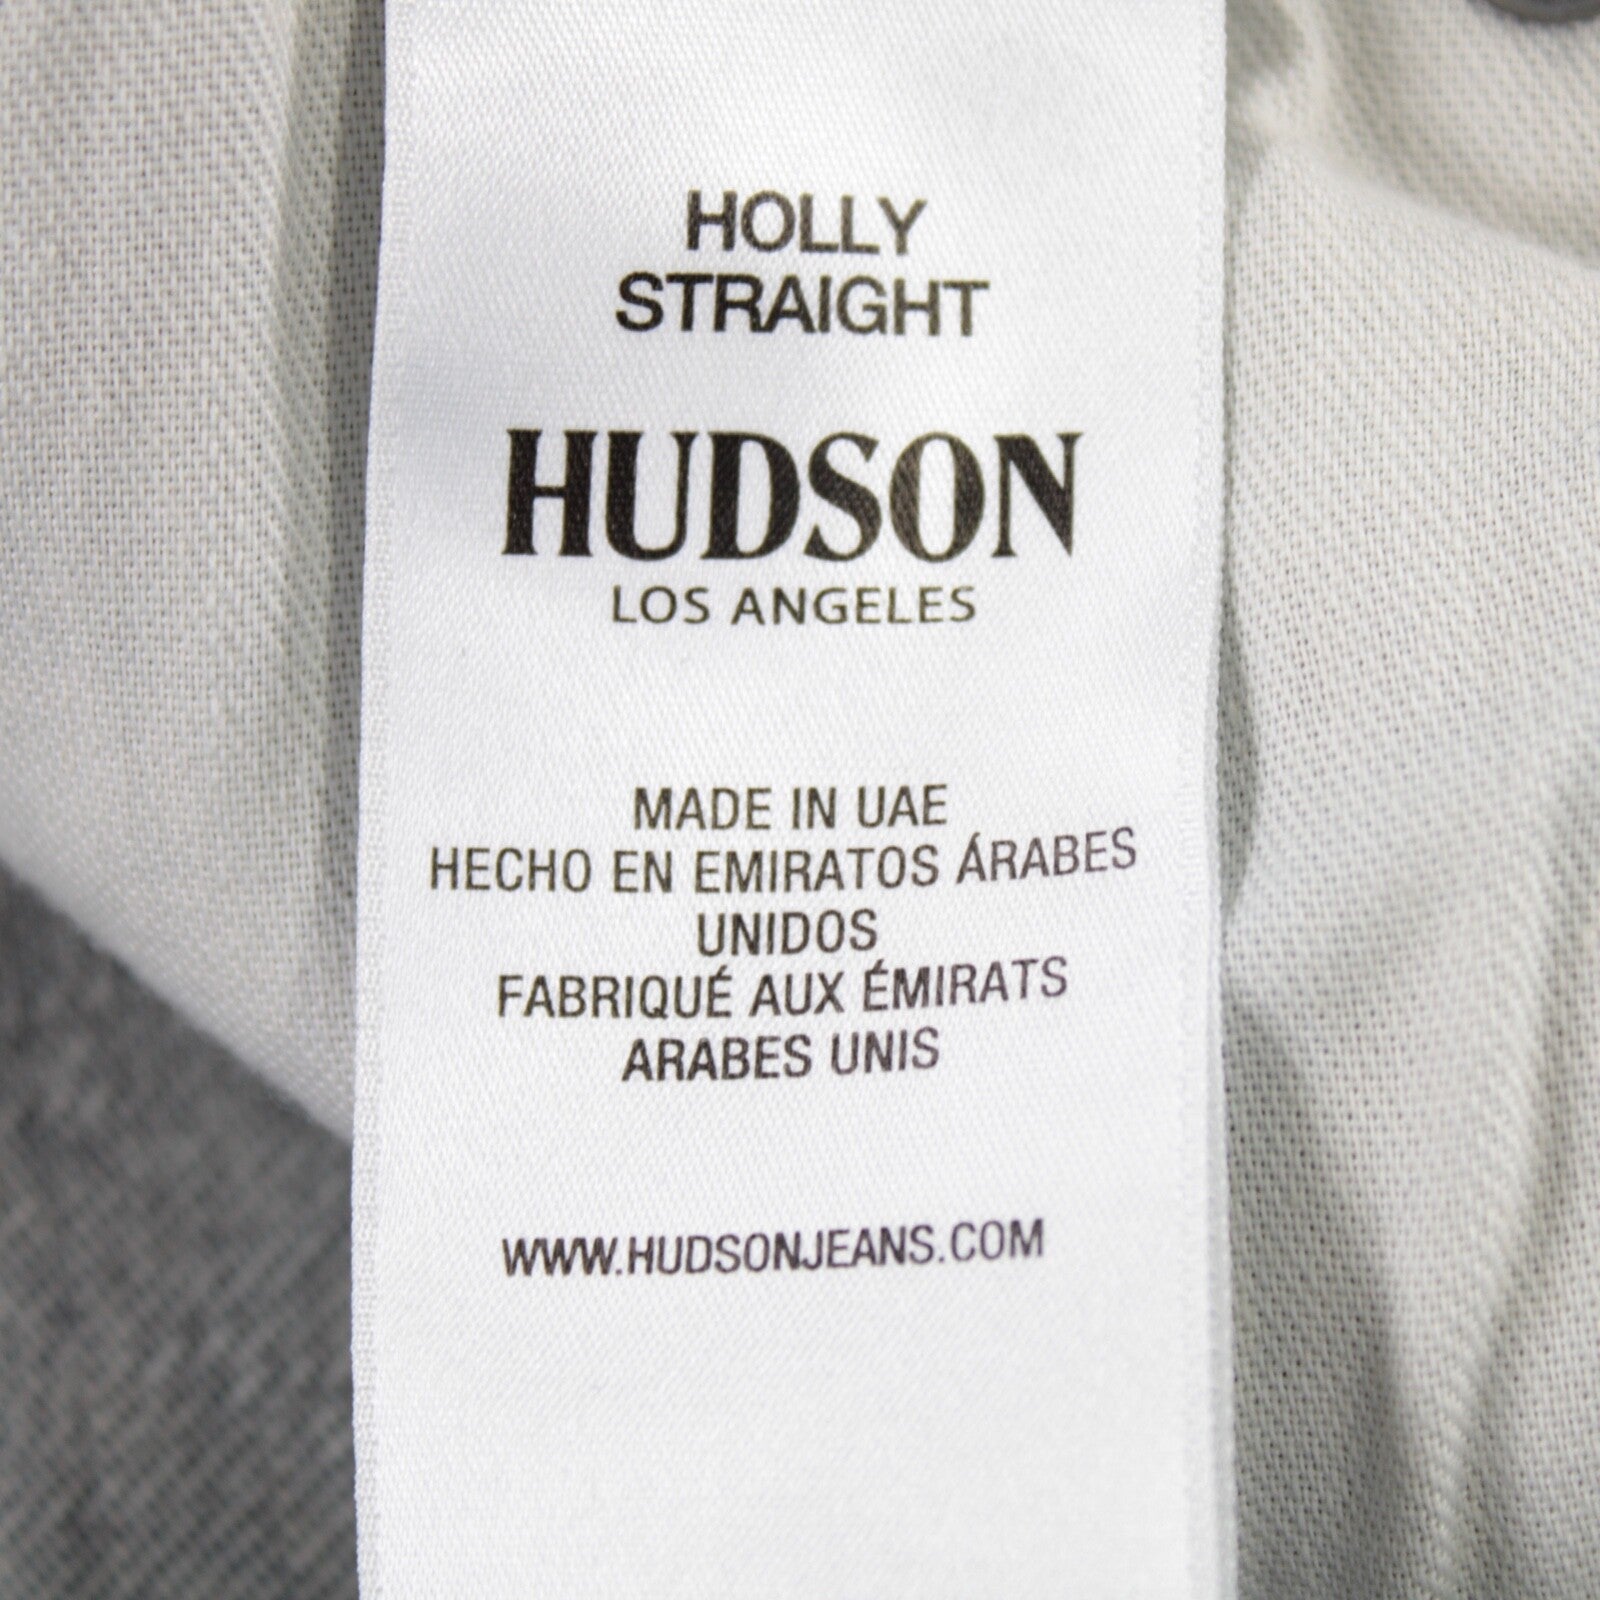 HOLLY
STRAIGHT
HUDSON
LOS ANGELES
MADE IN UAE
HECHO EN EMIRATOS ÁRABES
UNIDOS
FABRIQUÉ AUX ÉMIRATS
ARABES UNIS
WWW.HUDSONJEANS.COM